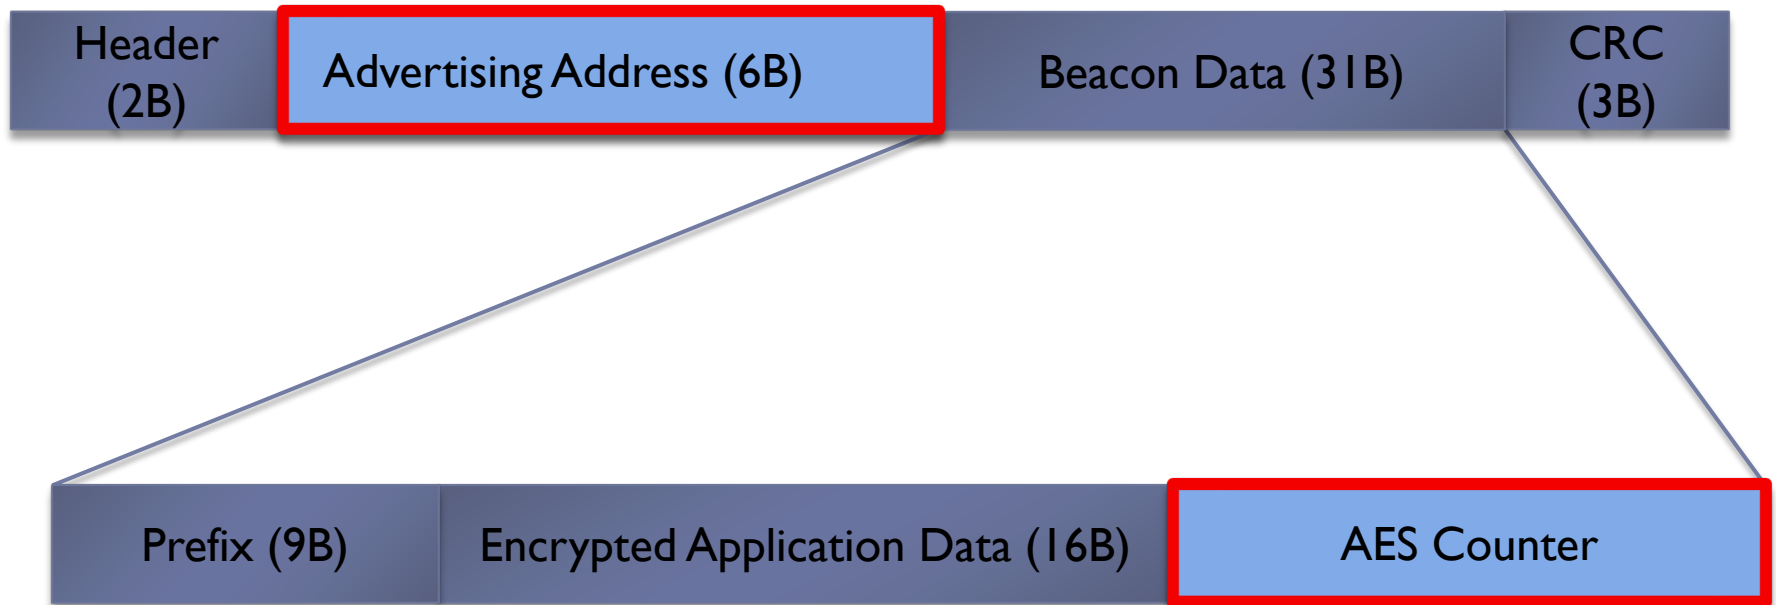 Header
(2B)
Advertising Address (6B)
Beacon Data (31B)
CRC
(3B)
Prefix (9B)
Encrypted Application Data (16B)
AES Counter